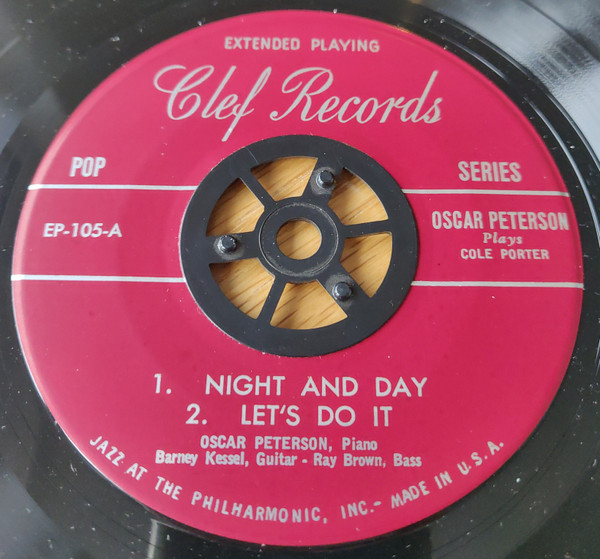 EXTENDED PLAYING
Clef Records
POP SERIES
EP-105-A
OSCAR PETERSON
Plays
COLE PORTER
1. NIGHT AND DAY
2. LET'S DO IT
OSCAR PETERSON, Piano
Barney Kessel, Guitar - Ray Brown, Bass
JAZZ AT THE PHILHARMONIC, INC.- MADE IN U.S.A.